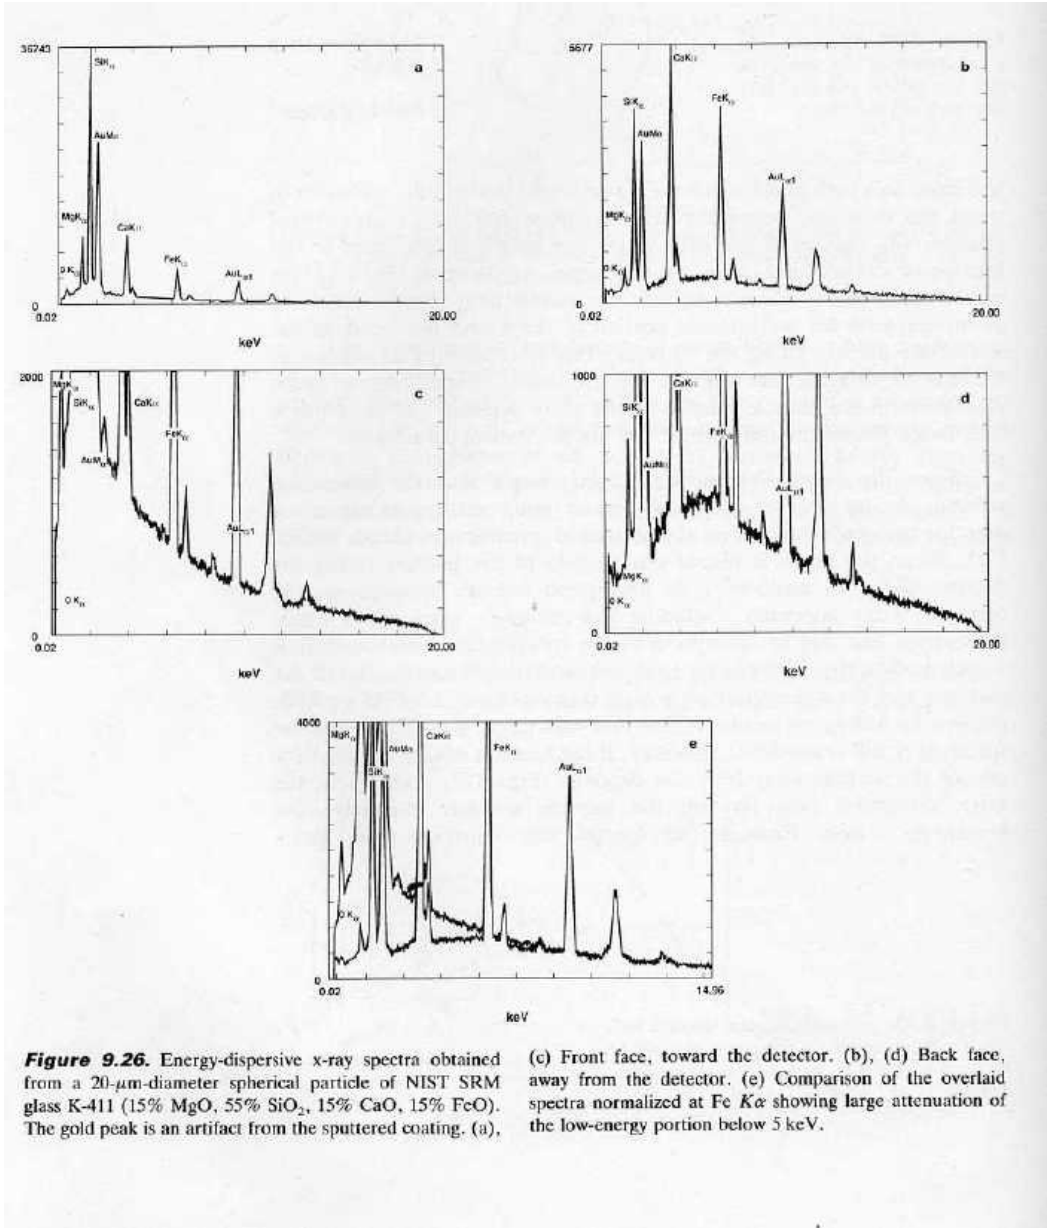 36743
SiKα
a
AuMα
MgKα
CaKα
O Kα
FeKα
AuLα1
0
0.02
20.00
keV
5577
CaKα
b
SiKα
FeKα
AuMα
AuLα1
MgKα
O Kα
0
0.02
20.00
keV
2000
MgKα
SiKα
CaKα
c
FeKα
AuMα
AuLα1
O Kα
0
0.02
20.00
keV
1000
CaKα
d
SiKα
FeKα
AuMα
AuLα1
MgKα
O Kα
0
0.02
20.00
keV
4000
MgKα
AuMα
CaKα
FeKα
e
SiKα
AuLα1
O Kα
0
0.02
14.96
keV
Figure 9.26. Energy-dispersive x-ray spectra obtained
from a 20-μm-diameter spherical particle of NIST SRM
glass K-411 (15% MgO, 55% SiO₂, 15% CaO, 15% FeO).
The gold peak is an artifact from the sputtered coating. (a),
(c) Front face, toward the detector. (b), (d) Back face,
away from the detector. (e) Comparison of the overlaid
spectra normalized at Fe Kα showing large attenuation of
the low-energy portion below 5 keV.